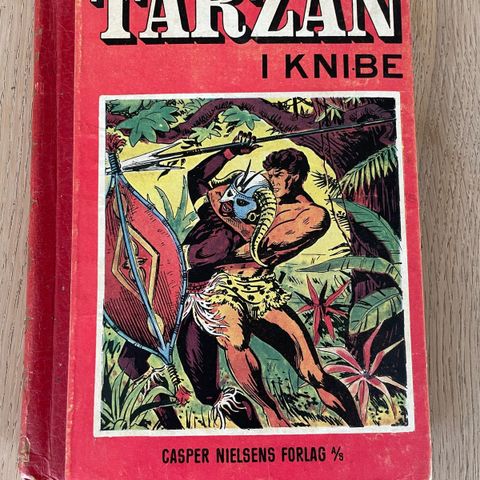 TARZAN
I KNIBE
CASPER NIELSENS FORLAG A/S